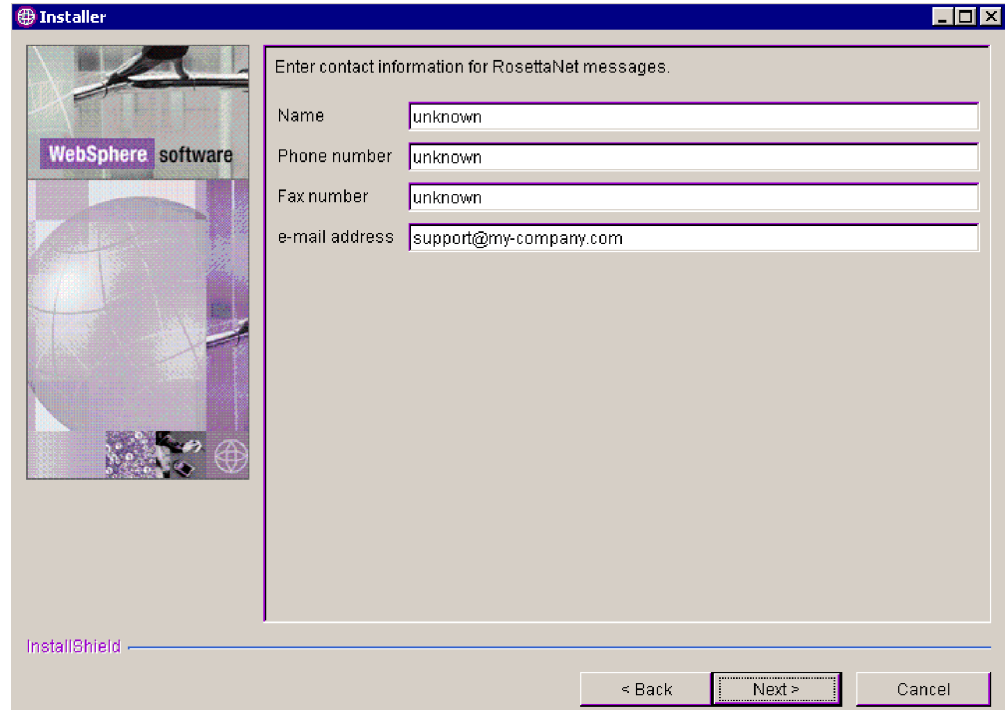 Installer
WebSphere software
Enter contact information for RosettaNet messages.
Name unknown
Phone number unknown
Fax number unknown
e-mail address support@my-company.com
InstallShield
< Back Next > Cancel